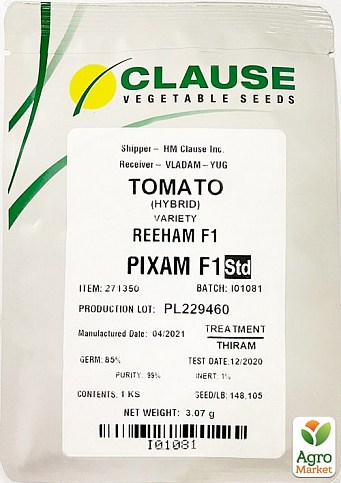 CLAUSE
VEGETABLE SEEDS
Shipper – HM Clause Inc.
Receiver – VLADAM – YUG
TOMATO
(HYBRID)
VARIETY
REEHAM F1
PIXAM F1 Std
ITEM: 271350 BATCH: I01081
PRODUCTION LOT: PL229460
Manufactured Date: 04/2021 TREATMENT
THIRAM
GERM: 85% TEST DATE: 12/2020
PURITY: 99% INERT: 1%
CONTENTS: 1 KS SEED/LB: 148,105
NET WEIGHT: 3.07 g
I01081
Agro
Market